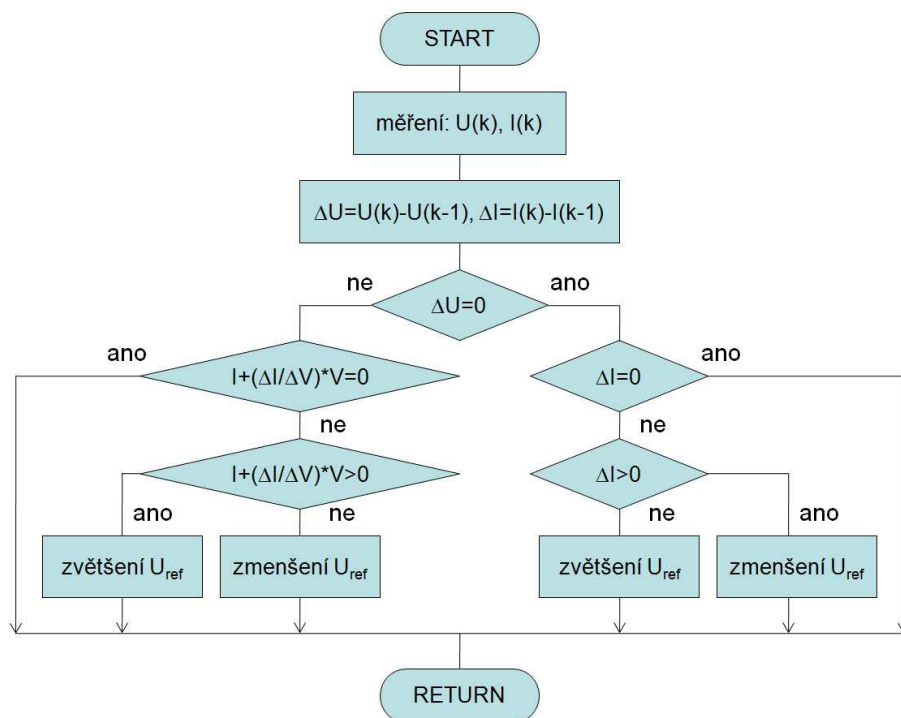 START
měření: U(k), I(k)
ΔU=U(k)-U(k-1), ΔI=I(k)-I(k-1)
ne
ano
ΔU=0
ano
I+(ΔI/ΔV)*V=0
ΔI=0
ano
ne
ne
I+(ΔI/ΔV)*V>0
ΔI>0
ano
ne
ne
ano
zvětšení Uref
zmenšení Uref
zvětšení Uref
zmenšení Uref
RETURN